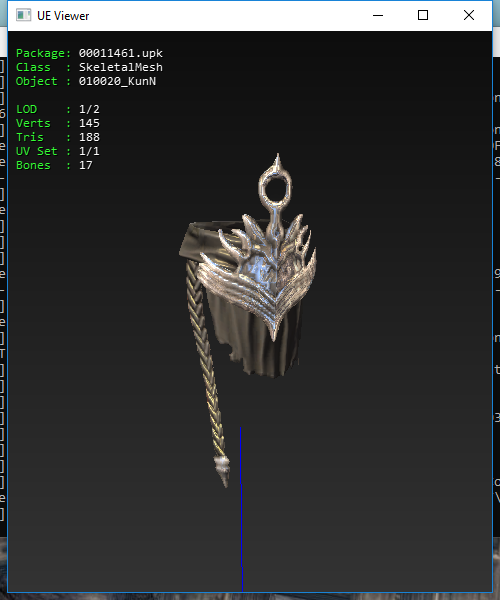 UE Viewer
Package: 00011461.upk
Class  : SkeletalMesh
Object : 010020_KunN
LOD    : 1/2
Verts  : 145
Tris   : 188
UV Set : 1/1
Bones  : 17